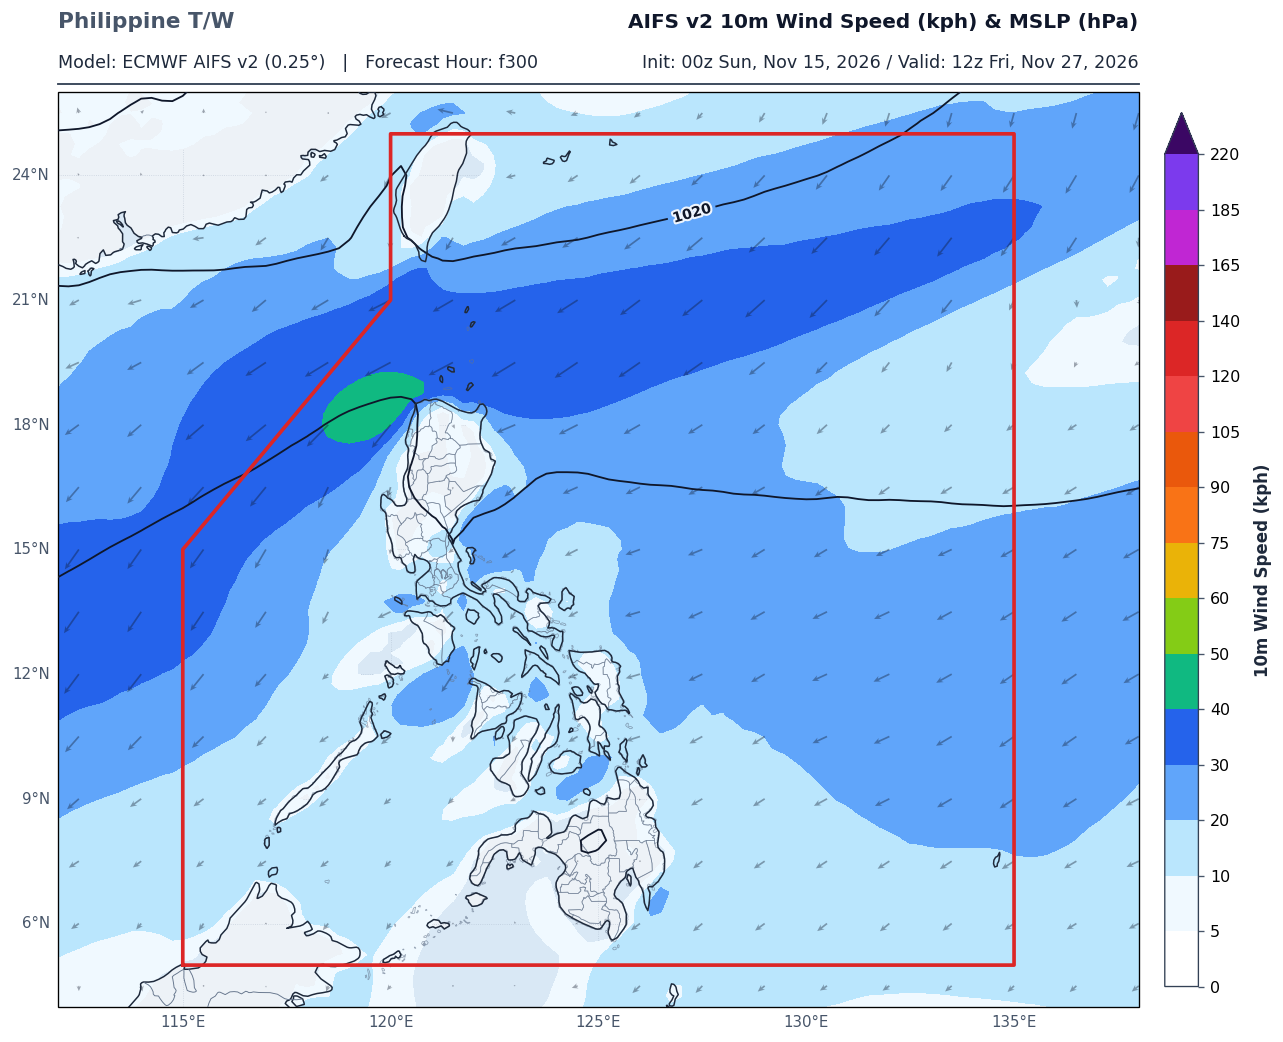 Philippine T/W
AIFS v2 10m Wind Speed (kph) & MSLP (hPa)
Model: ECMWF AIFS v2 (0.25°) | Forecast Hour: f300
Init: 00z Sun, Nov 15, 2026 / Valid: 12z Fri, Nov 27, 2026
24°N
21°N
18°N
15°N
12°N
9°N
6°N
1020
115°E
120°E
125°E
130°E
135°E
220
185
165
140
120
105
90
75
60
50
40
30
20
10
5
0
10m Wind Speed (kph)